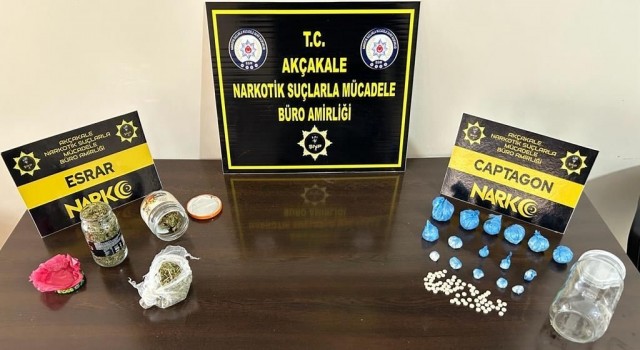 T.C.
AKÇAKALE
NARKOTİK SUÇLARLA MÜCADELE
BÜRO AMİRLİĞİ
AKÇAKALE
NARKOTİK SUÇLARLA
MÜCADELE
BÜRO AMİRLİĞİ
ESRAR
NARKO
AKÇAKALE
NARKOTİK SUÇLARLA
MÜCADELE
BÜRO AMİRLİĞİ
CAPTAGON
NARKO